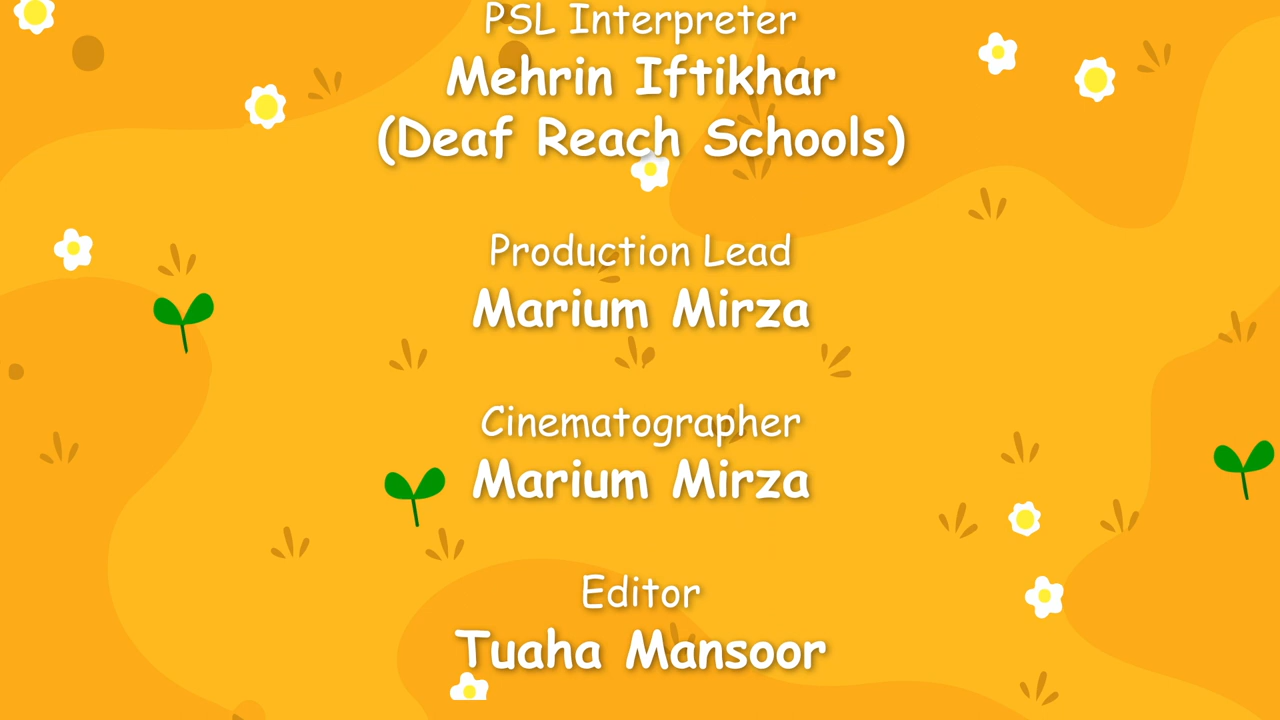 PSL Interpreter
Mehrin Iftikhar
(Deaf Reach Schools)
Production Lead
Marium Mirza
Cinematographer
Marium Mirza
Editor
Tuaha Mansoor